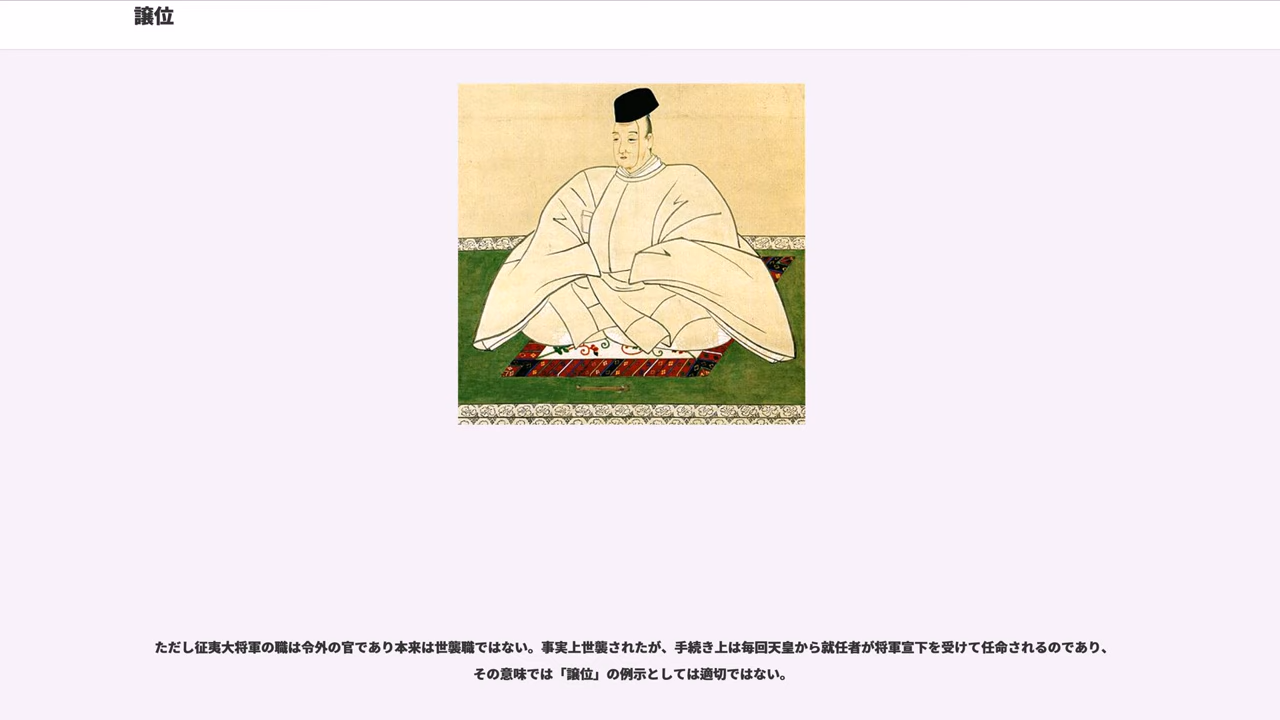 譲位
ただし征夷大将軍の職は令外の官であり本来は世襲職ではない。事実上世襲されたが、手続き上は毎回天皇から就任者が将軍宣下を受けて任命されるのであり、
その意味では「譲位」の例示としては適切ではない。